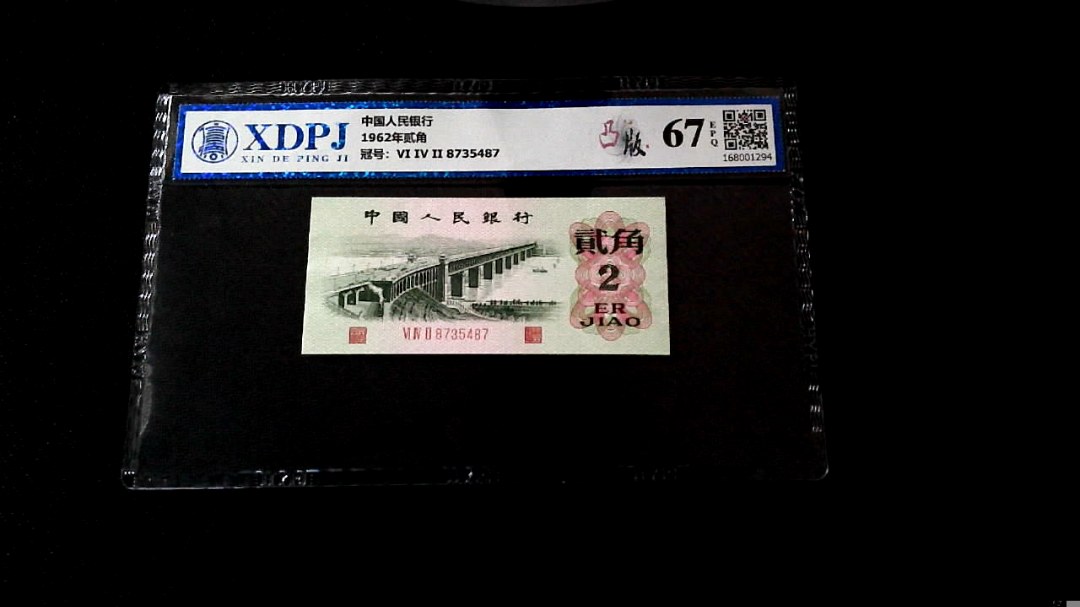 XDPJ
XIN DE PING JI
中国人民银行
1962年贰角
冠号：VI IV II 8735487
凸版
67
EPQ
168001294
中國人民銀行
貳角
2
ER
JIAO
VI IV II 8735487